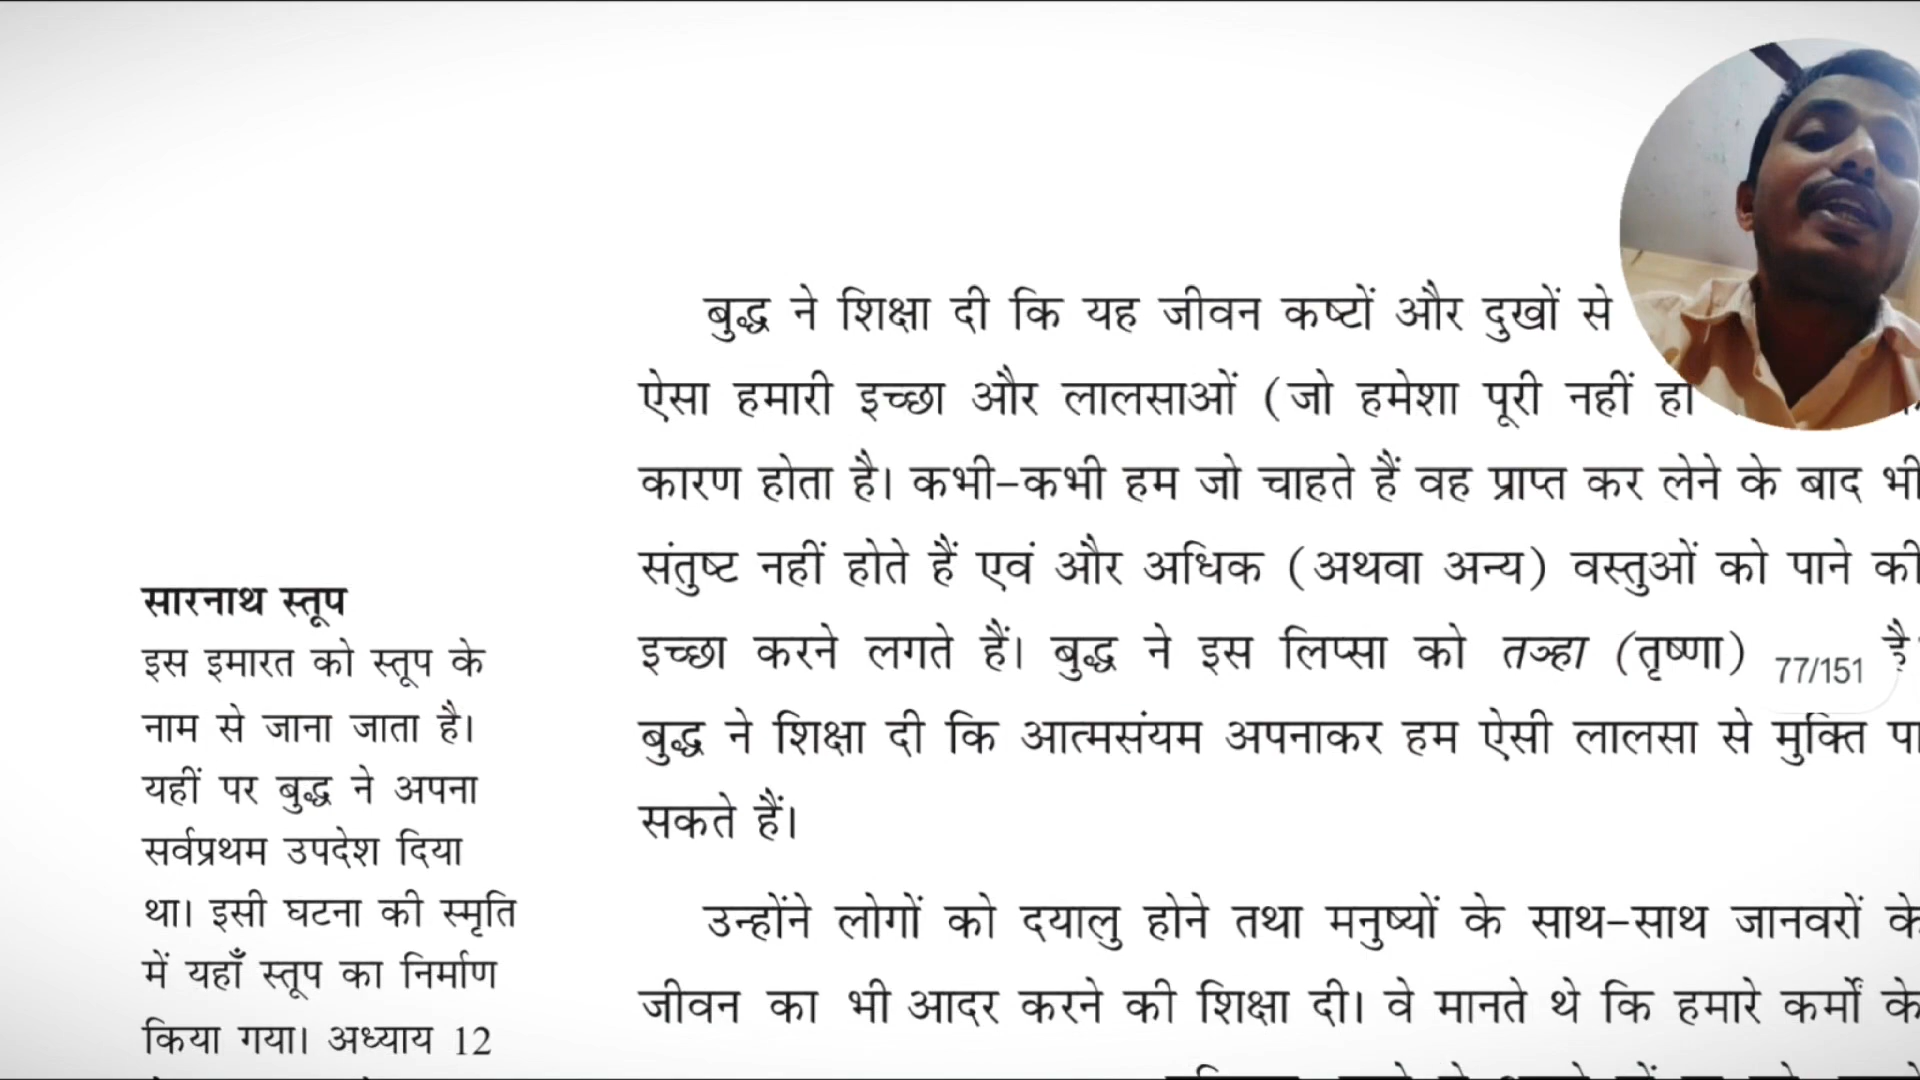 बुद्ध ने शिक्षा दी कि यह जीवन कष्टों और दुखों से
ऐसा हमारी इच्छा और लालसाओं (जो हमेशा पूरी नहीं
कारण होता है। कभी-कभी हम जो चाहते हैं वह प्राप्त कर लेने के बाद भी
संतुष्ट नहीं होते हैं एवं और अधिक (अथवा अन्य) वस्तुओं को पाने की
इच्छा करने लगते हैं। बुद्ध ने इस लिप्सा को तञ्हा (तृष्णा)
77/151
बुद्ध ने शिक्षा दी कि आत्मसंयम अपनाकर हम ऐसी लालसा से मुक्ति पा
सकते हैं।
उन्होंने लोगों को दयालु होने तथा मनुष्यों के साथ-साथ जानवरों के
जीवन का भी आदर करने की शिक्षा दी। वे मानते थे कि हमारे कर्मों के
सारनाथ स्तूप
इस इमारत को स्तूप के
नाम से जाना जाता है।
यहीं पर बुद्ध ने अपना
सर्वप्रथम उपदेश दिया
था। इसी घटना की स्मृति
में यहाँ स्तूप का निर्माण
किया गया। अध्याय 12